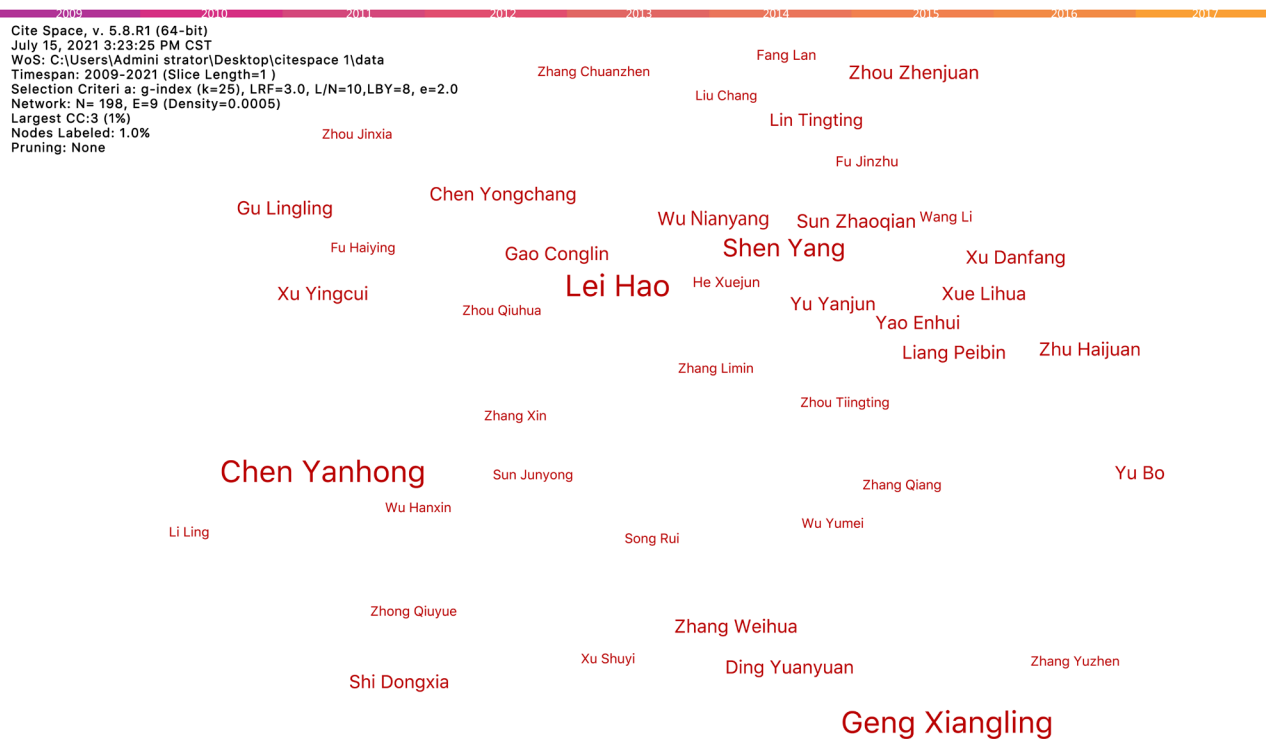 2009 2010 2011 2012 2013 2014 2015 2016 2017
Cite Space, v. 5.8.R1 (64-bit)
July 15, 2021 3:23:25 PM CST
WoS: C:\Users\Admini strator\Desktop\citespace 1\data
Timespan: 2009-2021 (Slice Length=1 )
Selection Criteri a: g-index (k=25), LRF=3.0, L/N=10,LBY=8, e=2.0
Network: N= 198, E=9 (Density=0.0005)
Largest CC:3 (1%)
Nodes Labeled: 1.0%
Pruning: None
Fang Lan
Zhang Chuanzhen
Zhou Zhenjuan
Liu Chang
Lin Tingting
Zhou Jinxia
Fu Jinzhu
Chen Yongchang
Gu Lingling
Wu Nianyang
Sun Zhaoqian
Wang Li
Fu Haiying
Shen Yang
Gao Conglin
Xu Danfang
Lei Hao
He Xuejun
Xu Yingcui
Xue Lihua
Yu Yanjun
Zhou Qiuhua
Yao Enhui
Liang Peibin
Zhu Haijuan
Zhang Limin
Zhou Tiingting
Zhang Xin
Chen Yanhong
Sun Junyong
Yu Bo
Zhang Qiang
Wu Hanxin
Wu Yumei
Li Ling
Song Rui
Zhong Qiuyue
Zhang Weihua
Xu Shuyi
Ding Yuanyuan
Zhang Yuzhen
Shi Dongxia
Geng Xiangling